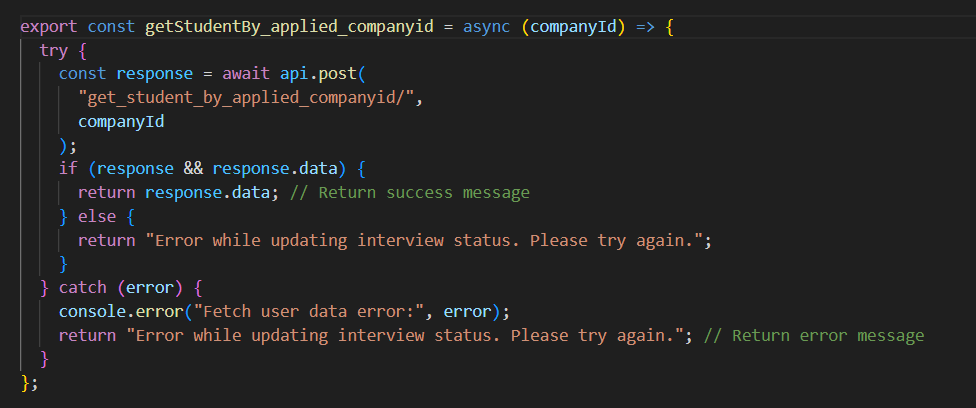 export const getStudentBy_applied_companyid = async (companyId) => {
  try {
    const response = await api.post(
      "get_student_by_applied_companyid/",
      companyId
    );
    if (response && response.data) {
      return response.data; // Return success message
    } else {
      return "Error while updating interview status. Please try again.";
    }
  } catch (error) {
    console.error("Fetch user data error:", error);
    return "Error while updating interview status. Please try again."; // Return error message
  }
};